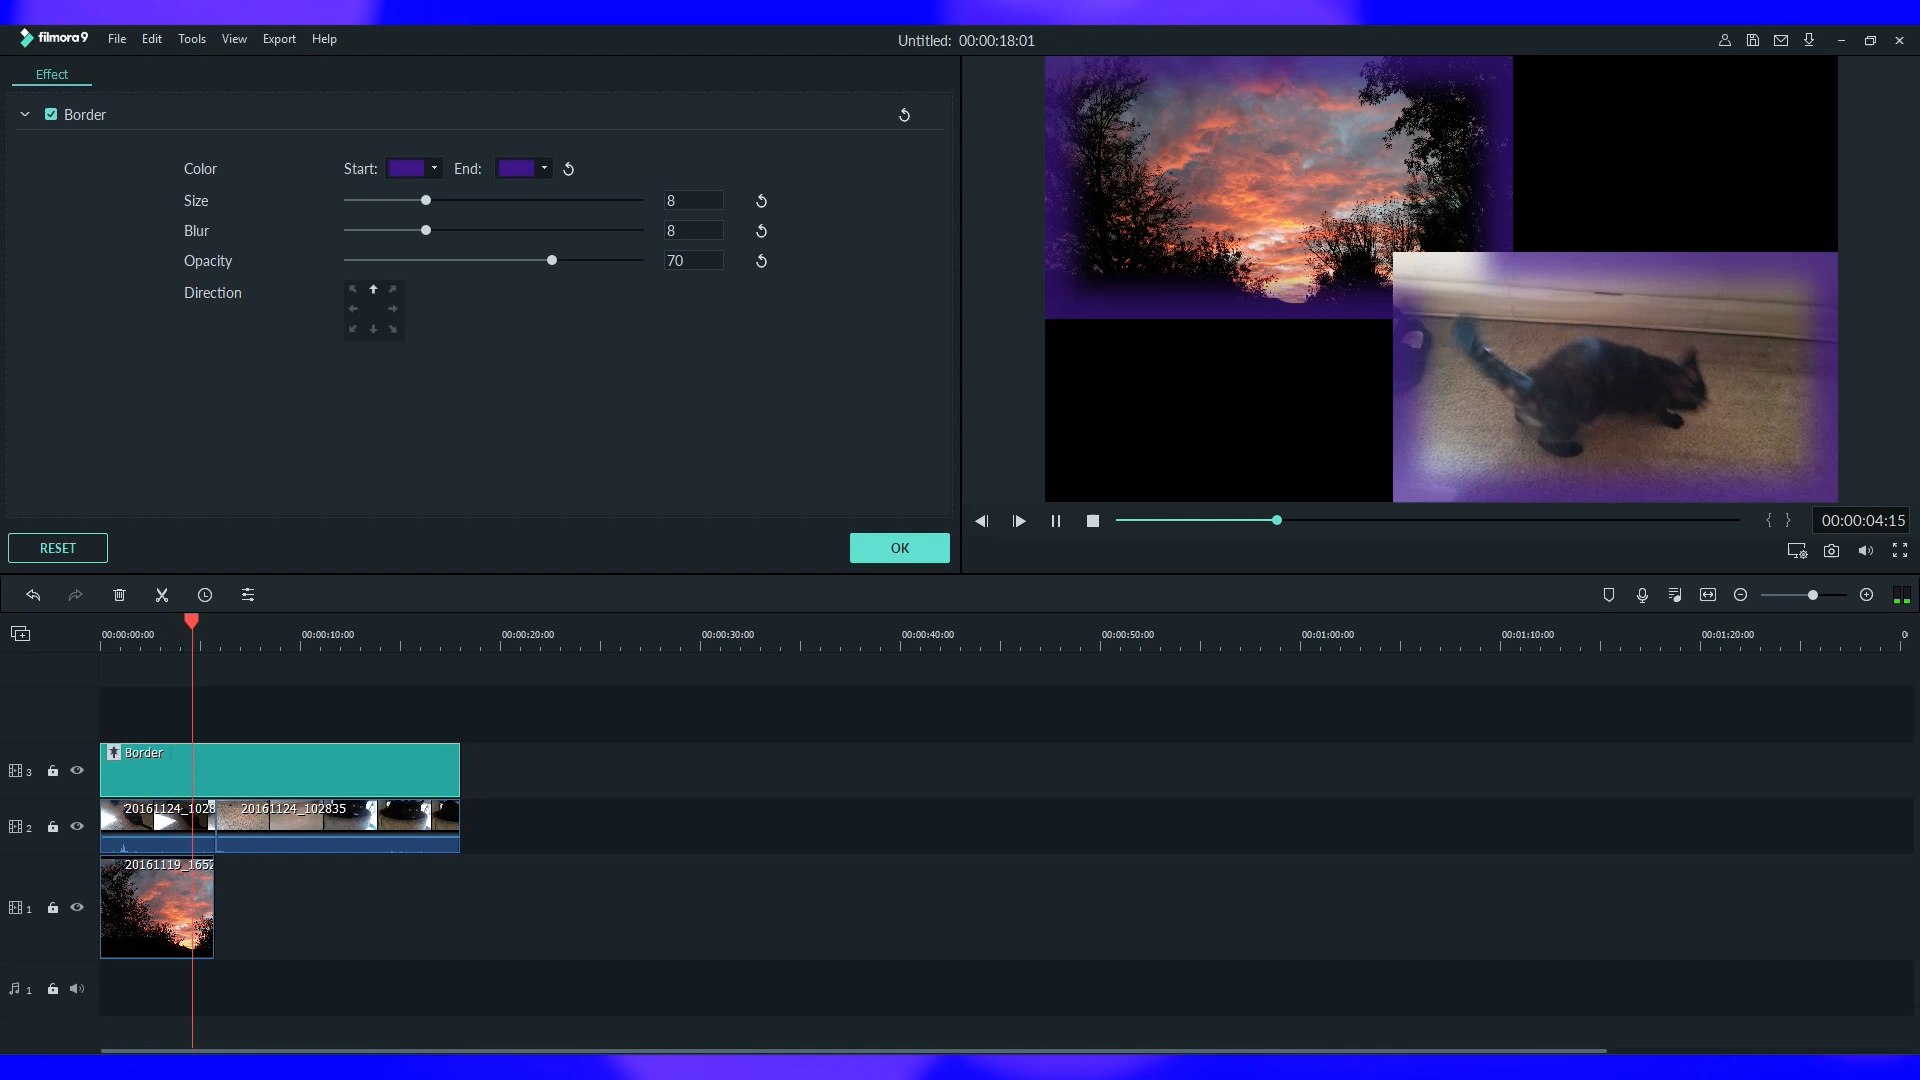 filmora9 File Edit Tools View Export Help Untitled: 00:00:18:01
Effect
Border
Color Start: End:
Size 8
Blur 8
Opacity 70
Direction
RESET OK
00:00:04:15
00:00:00:00 00:00:10:00 00:00:20:00 00:00:30:00 00:00:40:00 00:00:50:00 00:01:00:00 00:01:10:00 00:01:20:00 0
Border
3
20161124_1028 20161124_102835
2
20161119_1652
1
1